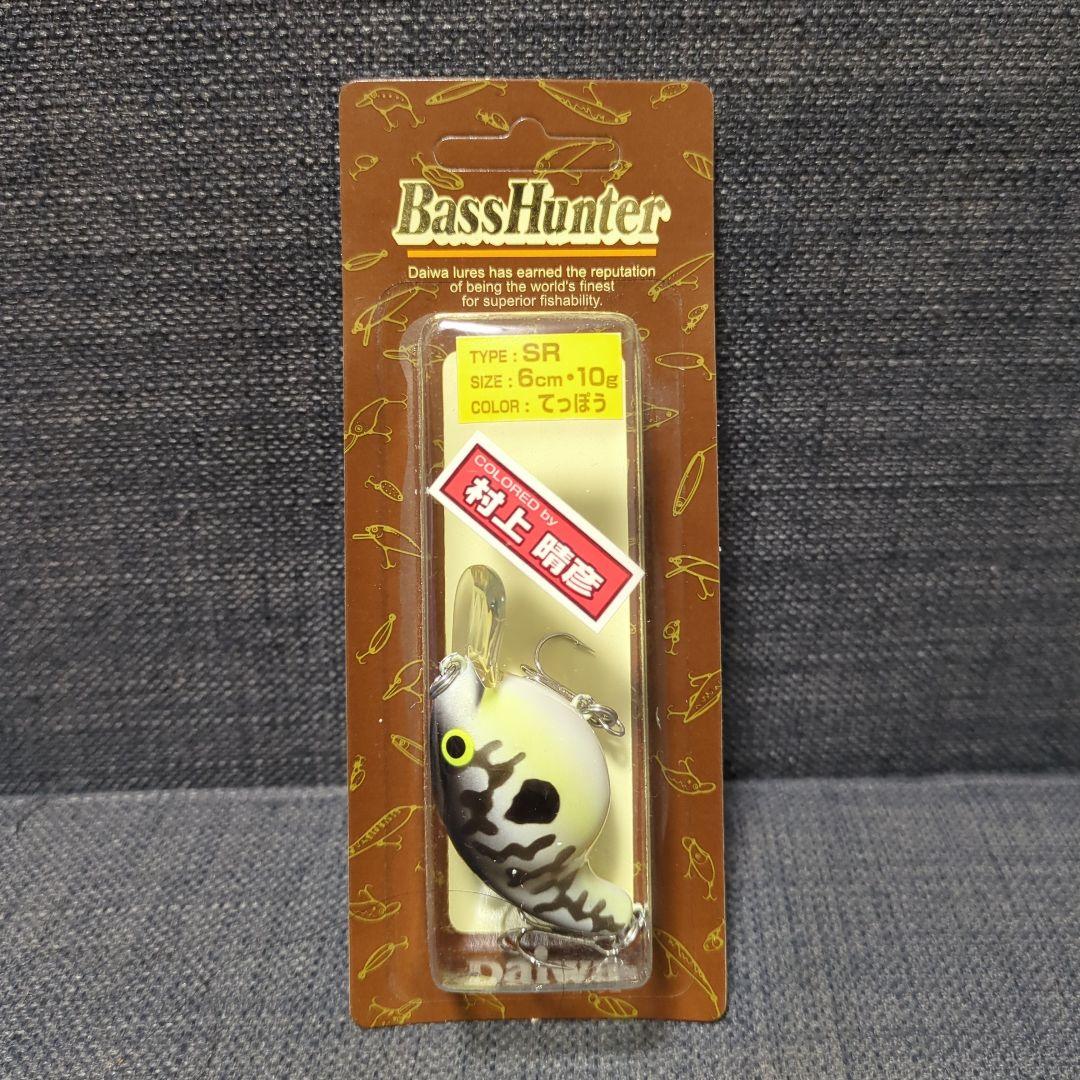 BassHunter
Daiwa lures has earned the reputation
of being the world's finest
for superior fishability.
TYPE : SR
SIZE : 6cm・10g
COLOR : てっぽう
COLORED by
村上 晴彦
Daiwa